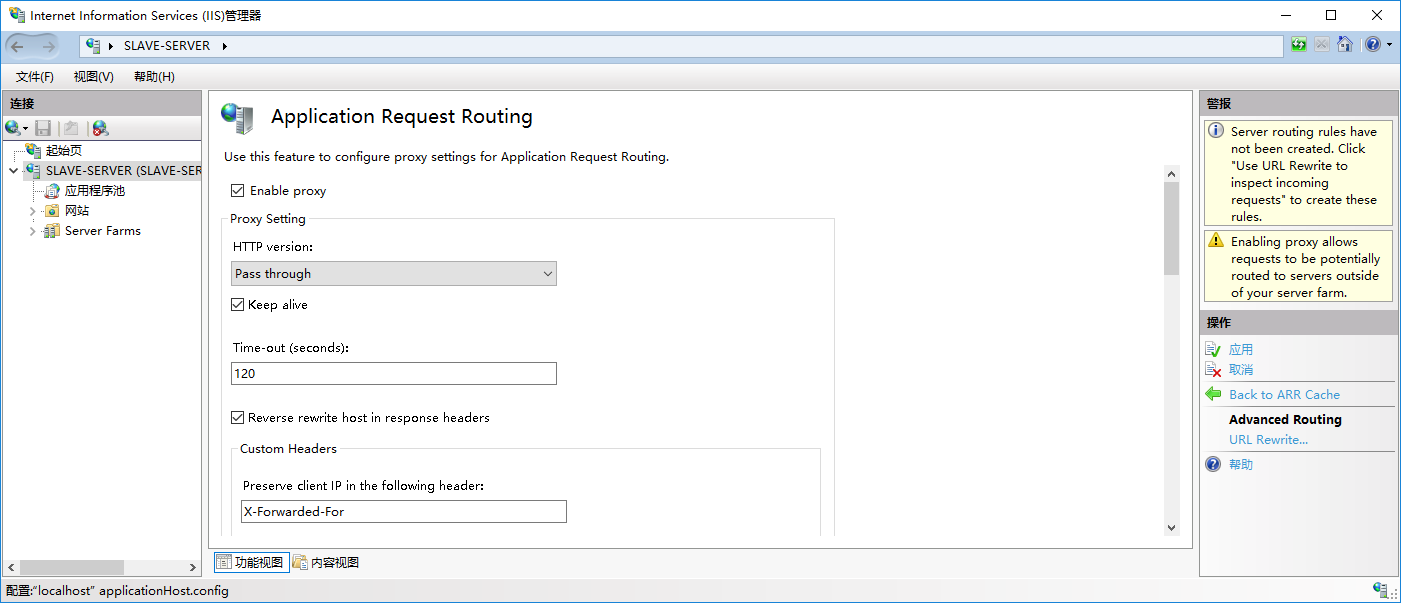 Internet Information Services (IIS)管理器
SLAVE-SERVER
文件(F) 视图(V) 帮助(H)
连接
起始页
SLAVE-SERVER (SLAVE-SER
应用程序池
网站
Server Farms
Application Request Routing
Use this feature to configure proxy settings for Application Request Routing.
Enable proxy
Proxy Setting
HTTP version:
Pass through
Keep alive
Time-out (seconds):
120
Reverse rewrite host in response headers
Custom Headers
Preserve client IP in the following header:
X-Forwarded-For
功能视图 内容视图
警报
Server routing rules have
not been created. Click
"Use URL Rewrite to
inspect incoming
requests" to create these
rules.
Enabling proxy allows
requests to be potentially
routed to servers outside
of your server farm.
操作
应用
取消
Back to ARR Cache
Advanced Routing
URL Rewrite...
帮助
配置:"localhost" applicationHost.config